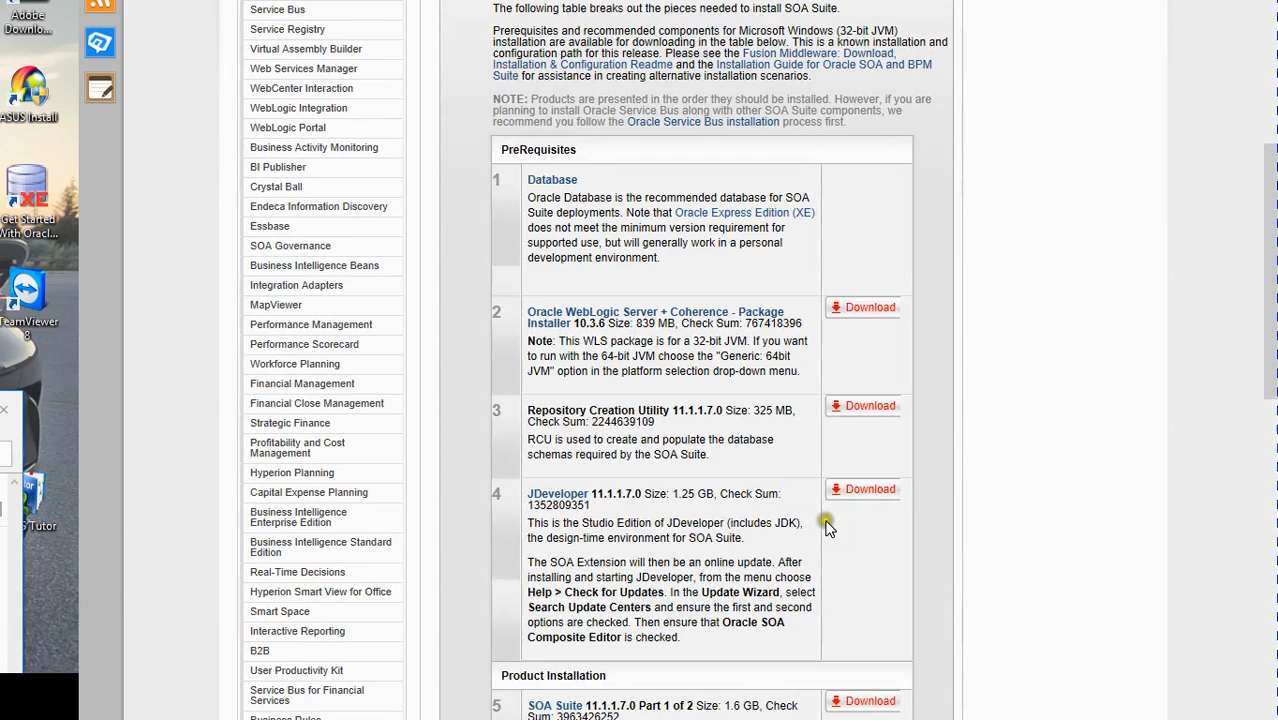 Adobe
Downlo...
ASUS Install
XE
Get Started
With Oracl...
TeamViewer
8
S Tutor
Service Bus
Service Registry
Virtual Assembly Builder
Web Services Manager
WebCenter Interaction
WebLogic Integration
WebLogic Portal
Business Activity Monitoring
BI Publisher
Crystal Ball
Endeca Information Discovery
Essbase
SOA Governance
Business Intelligence Beans
Integration Adapters
MapViewer
Performance Management
Performance Scorecard
Workforce Planning
Financial Management
Financial Close Management
Strategic Finance
Profitability and Cost
Management
Hyperion Planning
Capital Expense Planning
Business Intelligence
Enterprise Edition
Business Intelligence Standard
Edition
Real-Time Decisions
Hyperion Smart View for Office
Smart Space
Interactive Reporting
B2B
User Productivity Kit
Service Bus for Financial
Services
Business Rules
The following table breaks out the pieces needed to install SOA Suite.
Prerequisites and recommended components for Microsoft Windows (32-bit JVM)
installation are available for downloading in the table below. This is a known installation and
configuration path for this release. Please see the Fusion Middleware: Download,
Installation & Configuration Readme and the Installation Guide for Oracle SOA and BPM
Suite for assistance in creating alternative installation scenarios.
NOTE: Products are presented in the order they should be installed. However, if you are
planning to install Oracle Service Bus along with other SOA Suite components, we
recommend you follow the Oracle Service Bus installation process first.
PreRequisites
1 Database
Oracle Database is the recommended database for SOA
Suite deployments. Note that Oracle Express Edition (XE)
does not meet the minimum version requirement for
supported use, but will generally work in a personal
development environment.
2 Oracle WebLogic Server + Coherence - Package Download
Installer 10.3.6 Size: 839 MB, Check Sum: 767418396
Note: This WLS package is for a 32-bit JVM. If you want
to run with the 64-bit JVM choose the "Generic: 64bit
JVM" option in the platform selection drop-down menu.
3 Repository Creation Utility 11.1.1.7.0 Size: 325 MB, Download
Check Sum: 2244639109
RCU is used to create and populate the database
schemas required by the SOA Suite.
4 JDeveloper 11.1.1.7.0 Size: 1.25 GB, Check Sum: Download
1352809351
This is the Studio Edition of JDeveloper (includes JDK),
the design-time environment for SOA Suite.
The SOA Extension will then be an online update. After
installing and starting JDeveloper, from the menu choose
Help > Check for Updates. In the Update Wizard, select
Search Update Centers and ensure the first and second
options are checked. Then ensure that Oracle SOA
Composite Editor is checked.
Product Installation
5 SOA Suite 11.1.1.7.0 Part 1 of 2 Size: 1.6 GB, Check Download
Sum: 3963426252